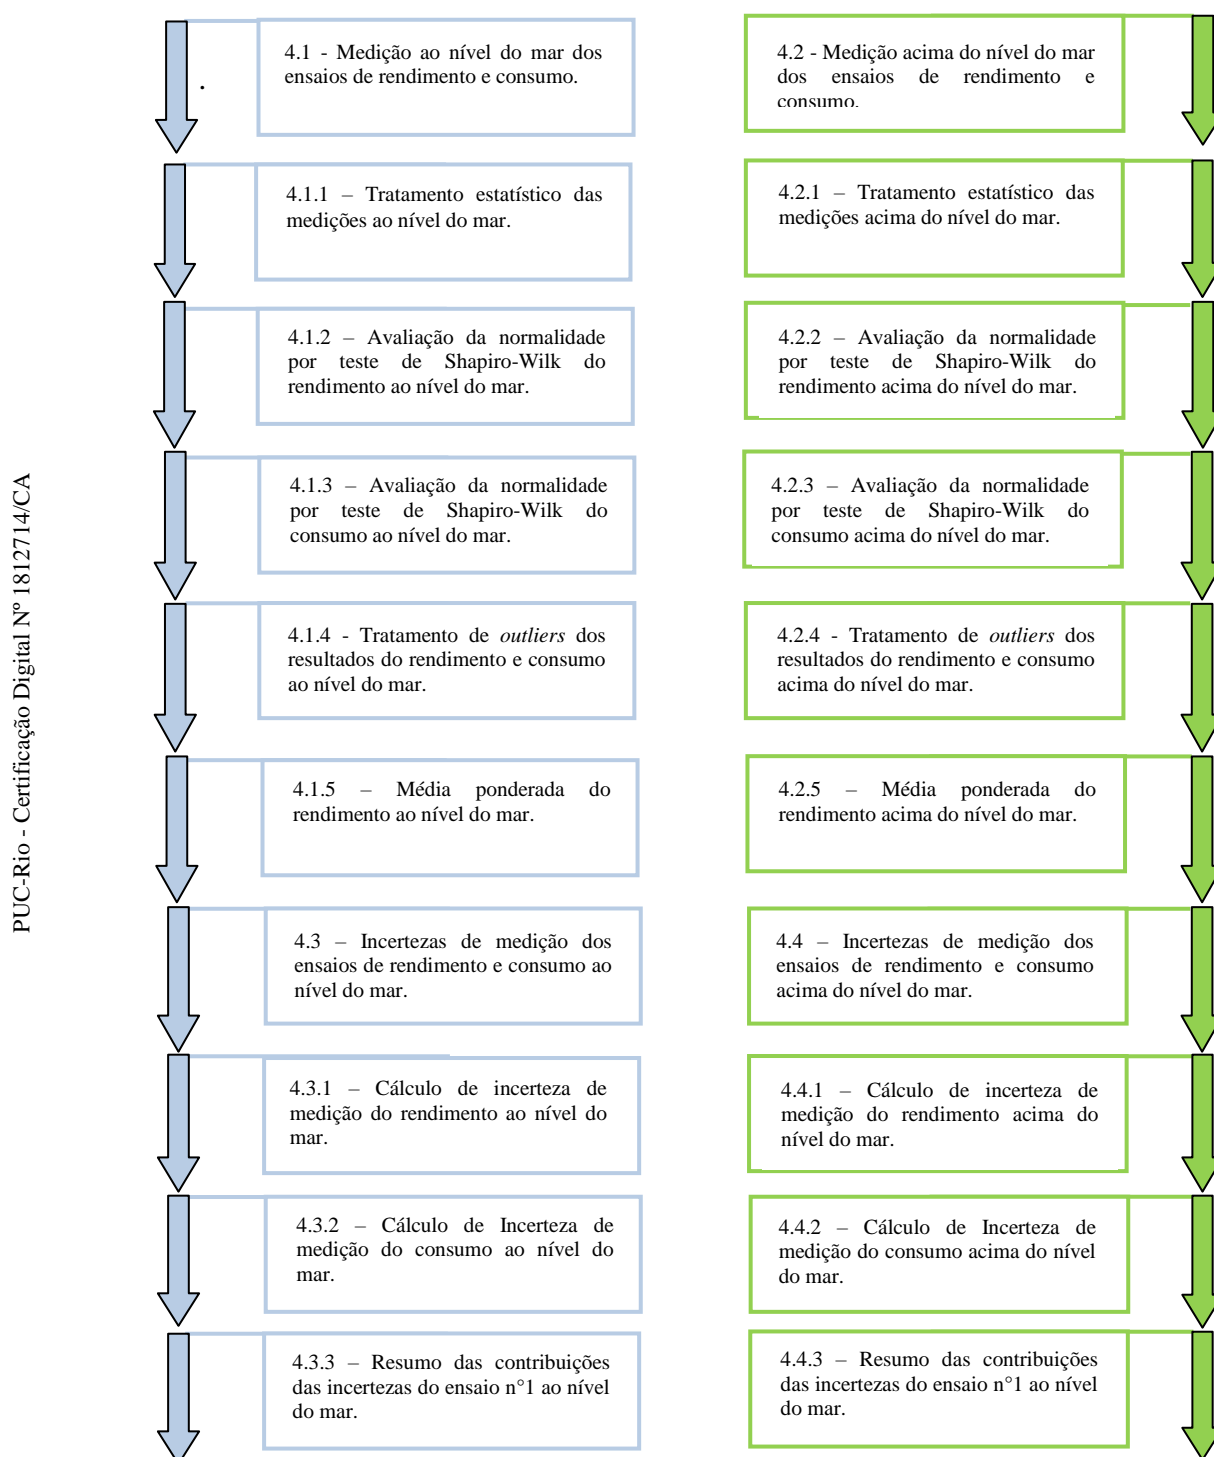 4.1 - Medição ao nível do mar dos
ensaios de rendimento e consumo.
.
4.2 - Medição acima do nível do mar
dos ensaios de rendimento e
consumo.
4.1.1 – Tratamento estatístico das
medições ao nível do mar.
4.2.1 – Tratamento estatístico das
medições acima do nível do mar.
4.1.2 – Avaliação da normalidade
por teste de Shapiro-Wilk do
rendimento ao nível do mar.
4.2.2 – Avaliação da normalidade
por teste de Shapiro-Wilk do
rendimento acima do nível do mar.
4.1.3 – Avaliação da normalidade
por teste de Shapiro-Wilk do
consumo ao nível do mar.
4.2.3 – Avaliação da normalidade
por teste de Shapiro-Wilk do
consumo acima do nível do mar.
4.1.4 - Tratamento de outliers dos
resultados do rendimento e consumo
ao nível do mar.
4.2.4 - Tratamento de outliers dos
resultados do rendimento e consumo
acima do nível do mar.
4.1.5 – Média ponderada do
rendimento ao nível do mar.
4.2.5 – Média ponderada do
rendimento acima do nível do mar.
4.3 – Incertezas de medição dos
ensaios de rendimento e consumo ao
nível do mar.
4.4 – Incertezas de medição dos
ensaios de rendimento e consumo
acima do nível do mar.
4.3.1 – Cálculo de incerteza de
medição do rendimento ao nível do
mar.
4.4.1 – Cálculo de incerteza de
medição do rendimento acima do
nível do mar.
4.3.2 – Cálculo de Incerteza de
medição do consumo ao nível do
mar.
4.4.2 – Cálculo de Incerteza de
medição do consumo acima do nível
do mar.
4.3.3 – Resumo das contribuições
das incertezas do ensaio n°1 ao nível
do mar.
4.4.3 – Resumo das contribuições
das incertezas do ensaio n°1 ao nível
do mar.
PUC-Rio - Certificação Digital Nº 1812714/CA